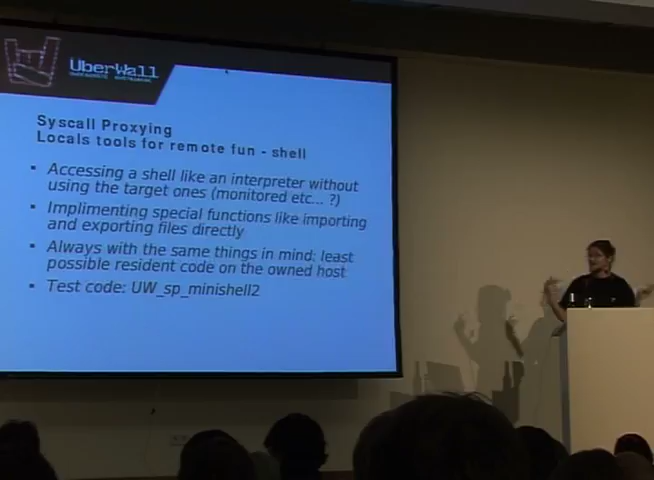 UberWall
Syscall Proxying
Locals tools for remote fun - shell
Accessing a shell like an interpreter without
using the target ones (monitored etc... ?)
Implimenting special functions like importing
and exporting files directly
Always with the same things in mind: least
possible resident code on the owned host
Test code: UW_sp_minishell2